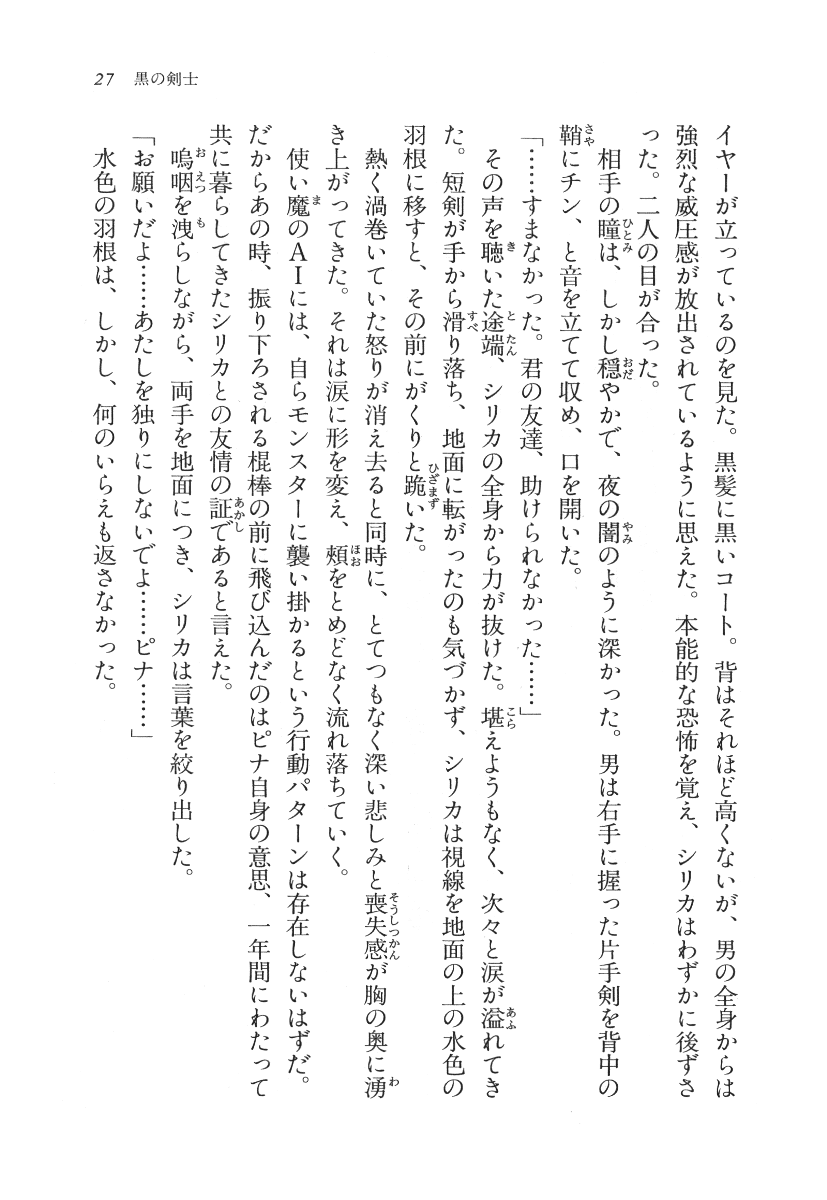 27 黒の剣士
イヤーが立っているのを見た。黒髪に黒いコート。背はそれほど高くないが、男の全身からは
強烈な威圧感が放出されているように思えた。本能的な恐怖を覚え、シリカはわずかに後ずさ
った。二人の目が合った。
相手の瞳は、しかし穏やかで、夜の闇のように深かった。男は右手に握った片手剣を背中の
鞘にチン、と音を立てて収め、口を開いた。
「……すまなかった。君の友達、助けられなかった……」
その声を聴いた途端、シリカの全身から力が抜けた。堪えようもなく、次々と涙が溢れてき
た。短剣が手から滑り落ち、地面に転がったのも気づかず、シリカは視線を地面の上の水色の
羽根に移すと、その前にがくりと跪いた。
熱く渦巻いていた怒りが消え去ると同時に、とてつもなく深い悲しみと喪失感が胸の奥に湧
き上がってきた。それは涙に形を変え、頬をとめどなく流れ落ちていく。
使い魔のAIには、自らモンスターに襲い掛かるという行動パターンは存在しないはずだ。
だからあの時、振り下ろされる棍棒の前に飛び込んだのはピナ自身の意思、一年間にわたって
共に暮らしてきたシリカとの友情の証であると言えた。
嗚咽を洩らしながら、両手を地面につき、シリカは言葉を絞り出した。
「お願いだよ……あたしを独りにしないでよ……ピナ……」
水色の羽根は、しかし、何のいらえも返さなかった。